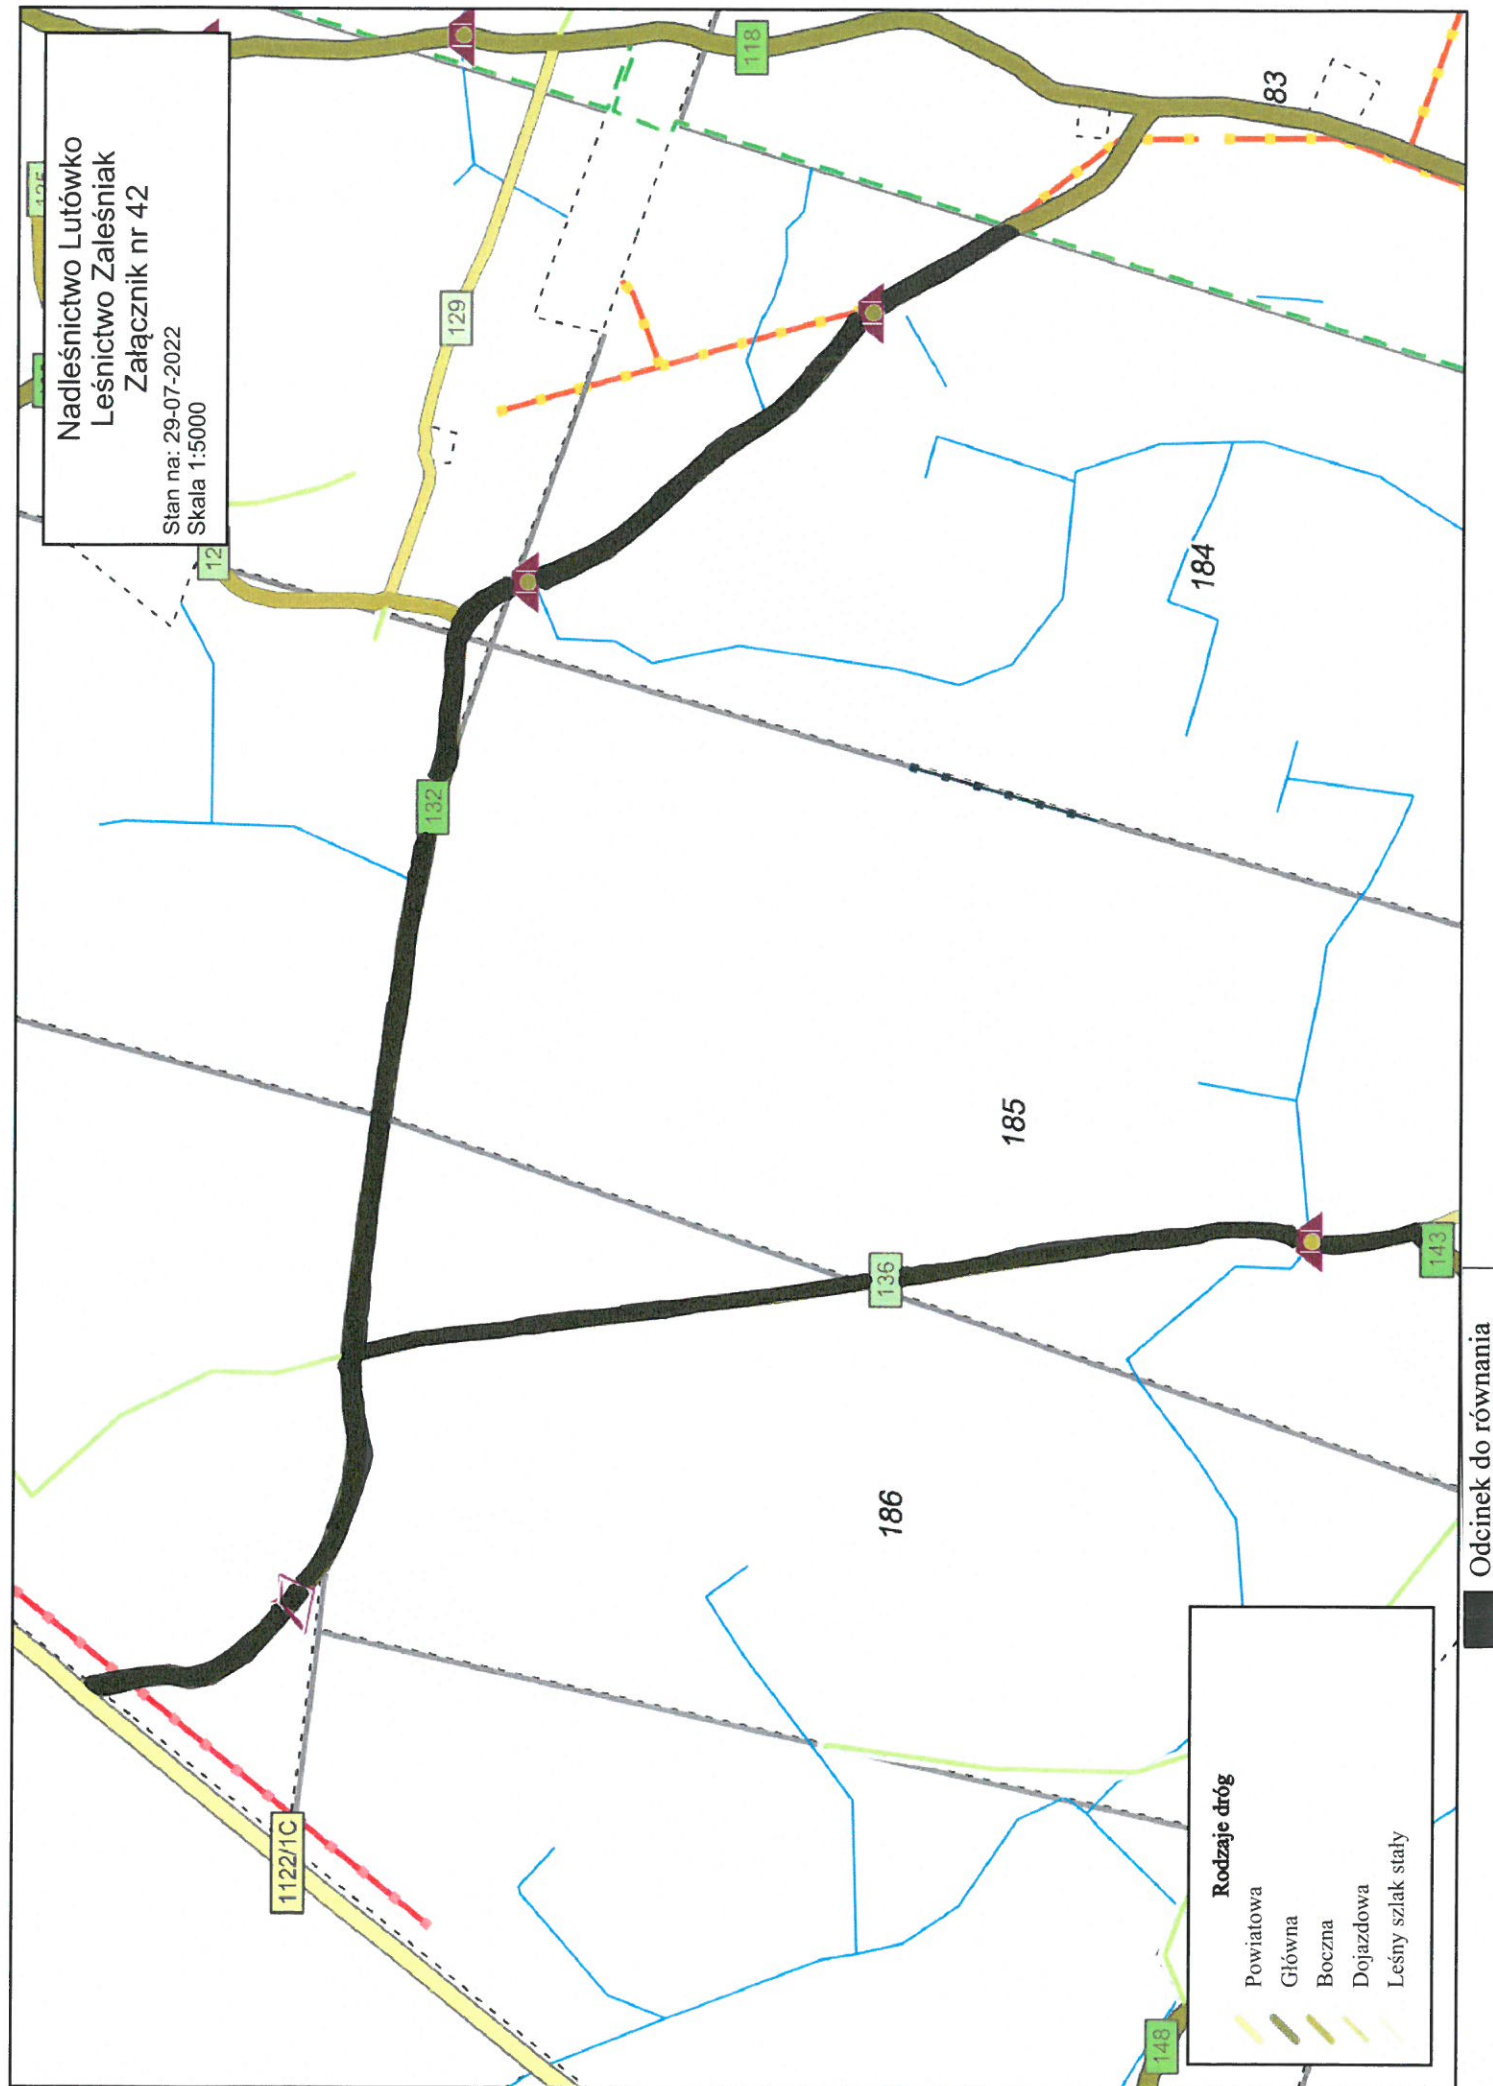 Nadleśnictwo Lutówko
Leśnictwo Zaleśniak
Załącznik nr 42
Stan na: 29-07-2022
Skala 1:5000
118
83
129
132
184
185
136
143
186
1122/1C
148
Rodzaje dróg
Powiatowa
Główna
Boczna
Dojazdowa
Leśny szlak stały
Odcinek do równania